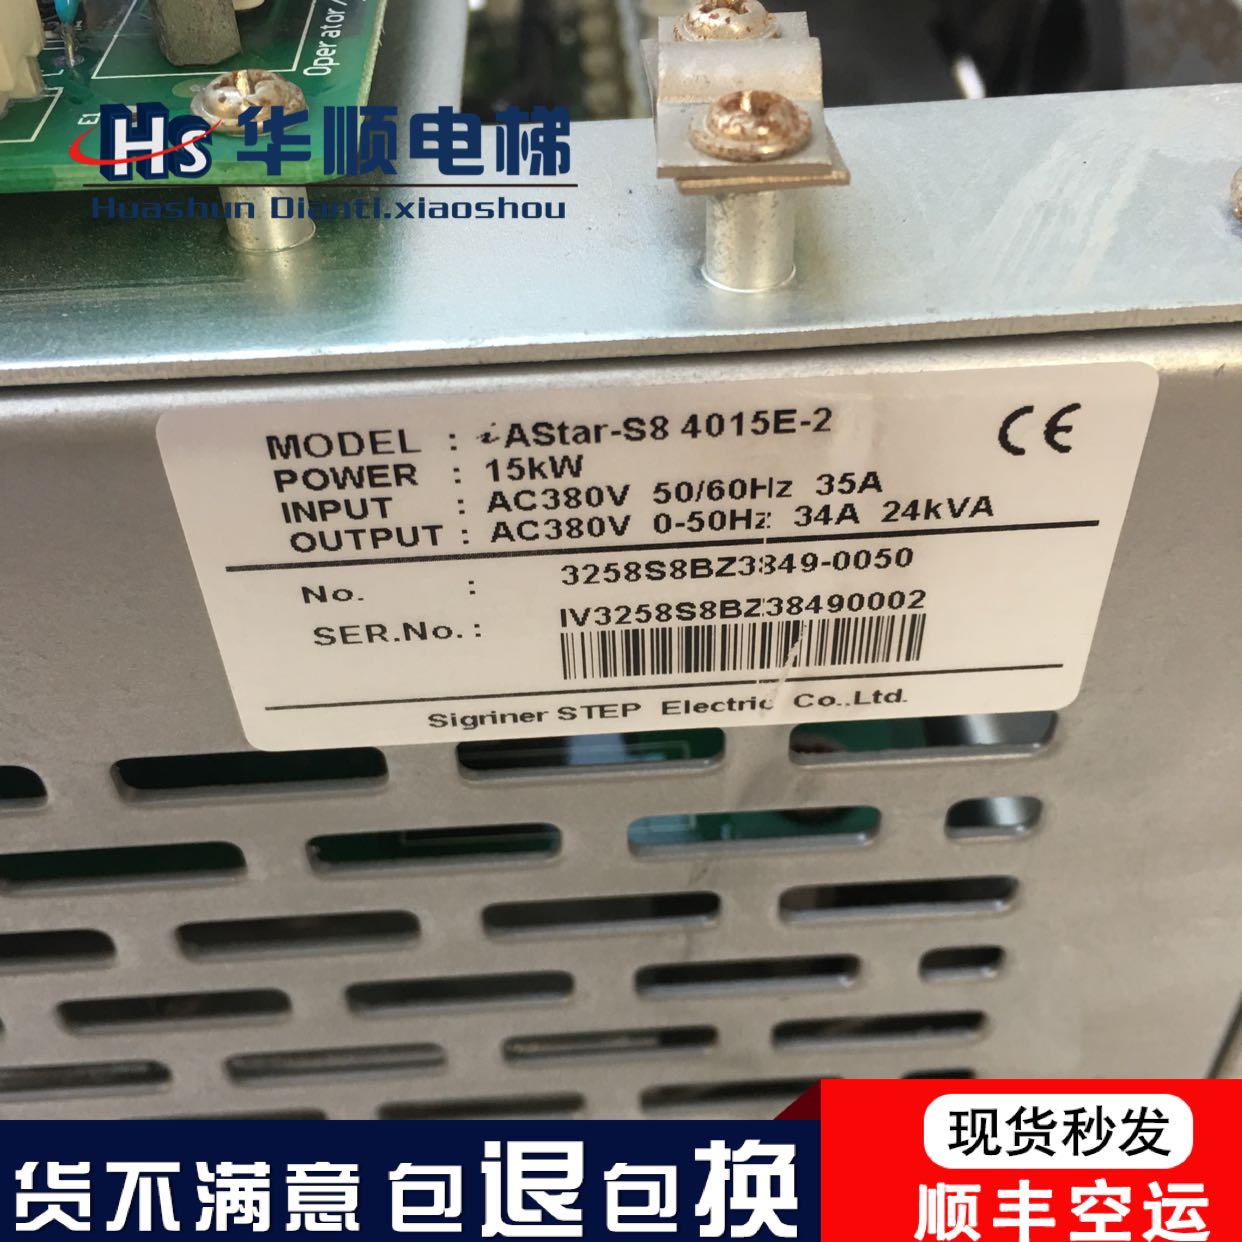 Operator/
E1
Hs 华顺电梯
Huashun Dianti.xiaoshou
MODEL : iAStar-S8 4015E-2
POWER : 15kW
INPUT : AC380V 50/60Hz 35A
OUTPUT : AC380V 0-50Hz 34A 24kVA
CE
No. : 3258S8BZ3849-0050
SER.No. : IV3258S8BZ38490002
Sigriner STEP Electric Co.,Ltd.
现货秒发
货不满意 包退包换
顺丰空运